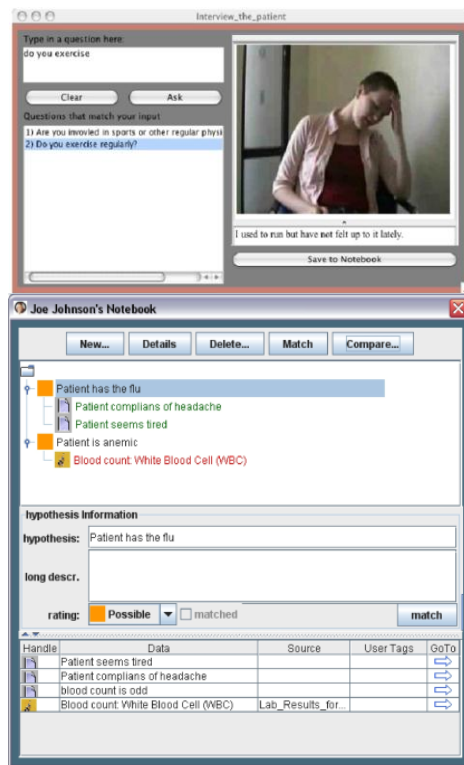 Interview_the_patient
Type in a question here:
do you exercise
Clear Ask
Questions that match your input
1) Are you invovled in sports or other regular physi
2) Do you exercise regularly?
I used to run but have not felt up to it lately.
Save to Notebook
Joe Johnson's Notebook
New... Details Delete... Match Compare...
Patient has the flu
Patient complians of headache
Patient seems tired
Patient is anemic
Blood count: White Blood Cell (WBC)
hypothesis Information
hypothesis: Patient has the flu
long descr.
rating: Possible matched match
Handle Data Source User Tags GoTo
Patient seems tired
Patient complians of headache
blood count is odd
Blood count: White Blood Cell (WBC) Lab_Results_for...